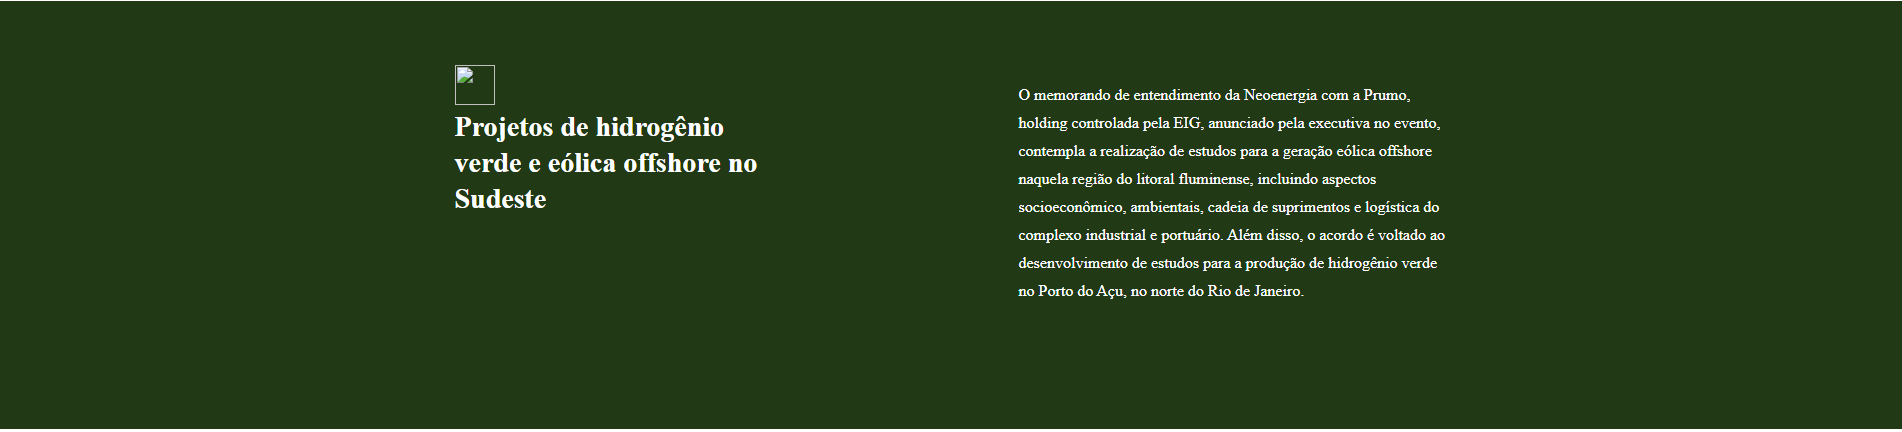 Projetos de hidrogênio
verde e eólica offshore no
Sudeste
O memorando de entendimento da Neoenergia com a Prumo,
holding controlada pela EIG, anunciado pela executiva no evento,
contempla a realização de estudos para a geração eólica offshore
naquela região do litoral fluminense, incluindo aspectos
socioeconômico, ambientais, cadeia de suprimentos e logística do
complexo industrial e portuário. Além disso, o acordo é voltado ao
desenvolvimento de estudos para a produção de hidrogênio verde
no Porto do Açu, no norte do Rio de Janeiro.